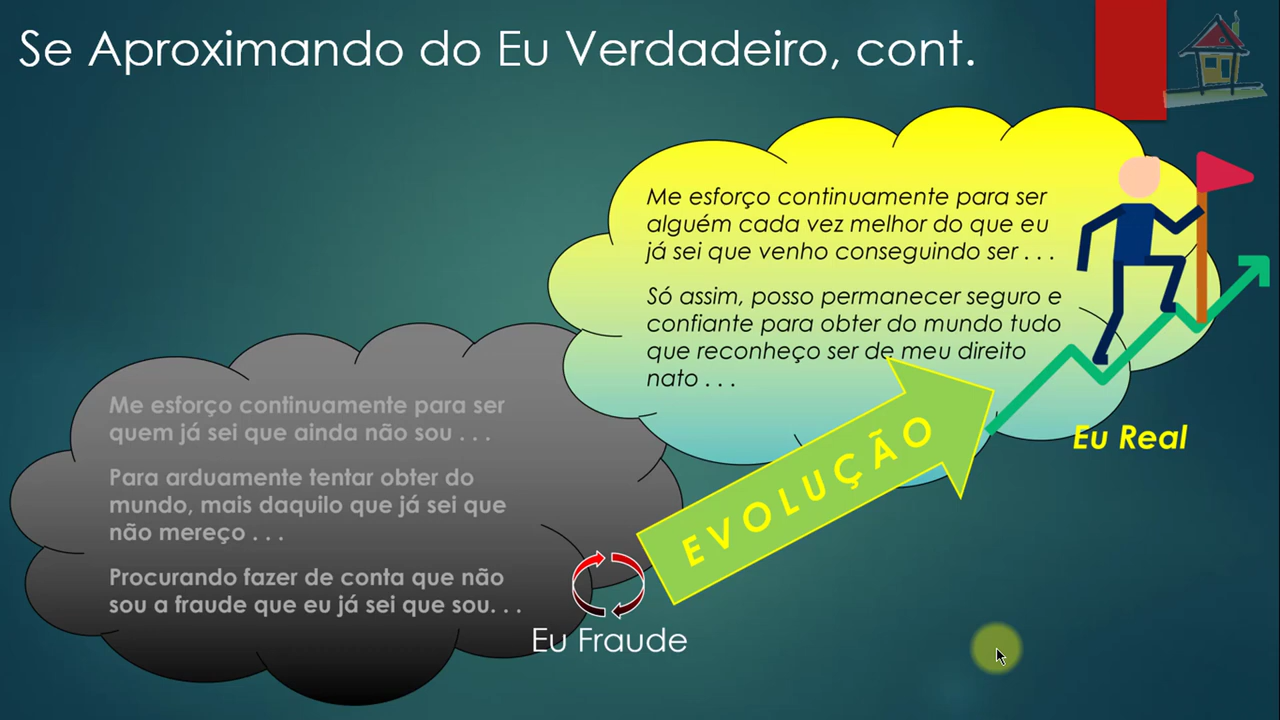 Se Aproximando do Eu Verdadeiro, cont.
Me esforço continuamente para ser
alguém cada vez melhor do que eu
já sei que venho conseguindo ser . . .
Só assim, posso permanecer seguro e
confiante para obter do mundo tudo
que reconheço ser de meu direito
nato . . .
Eu Real
EVOLUÇÃO
Me esforço continuamente para ser
quem já sei que ainda não sou . . .
Para arduamente tentar obter do
mundo, mais daquilo que já sei que
não mereço . . .
Procurando fazer de conta que não
sou a fraude que eu já sei que sou. . .
Eu Fraude